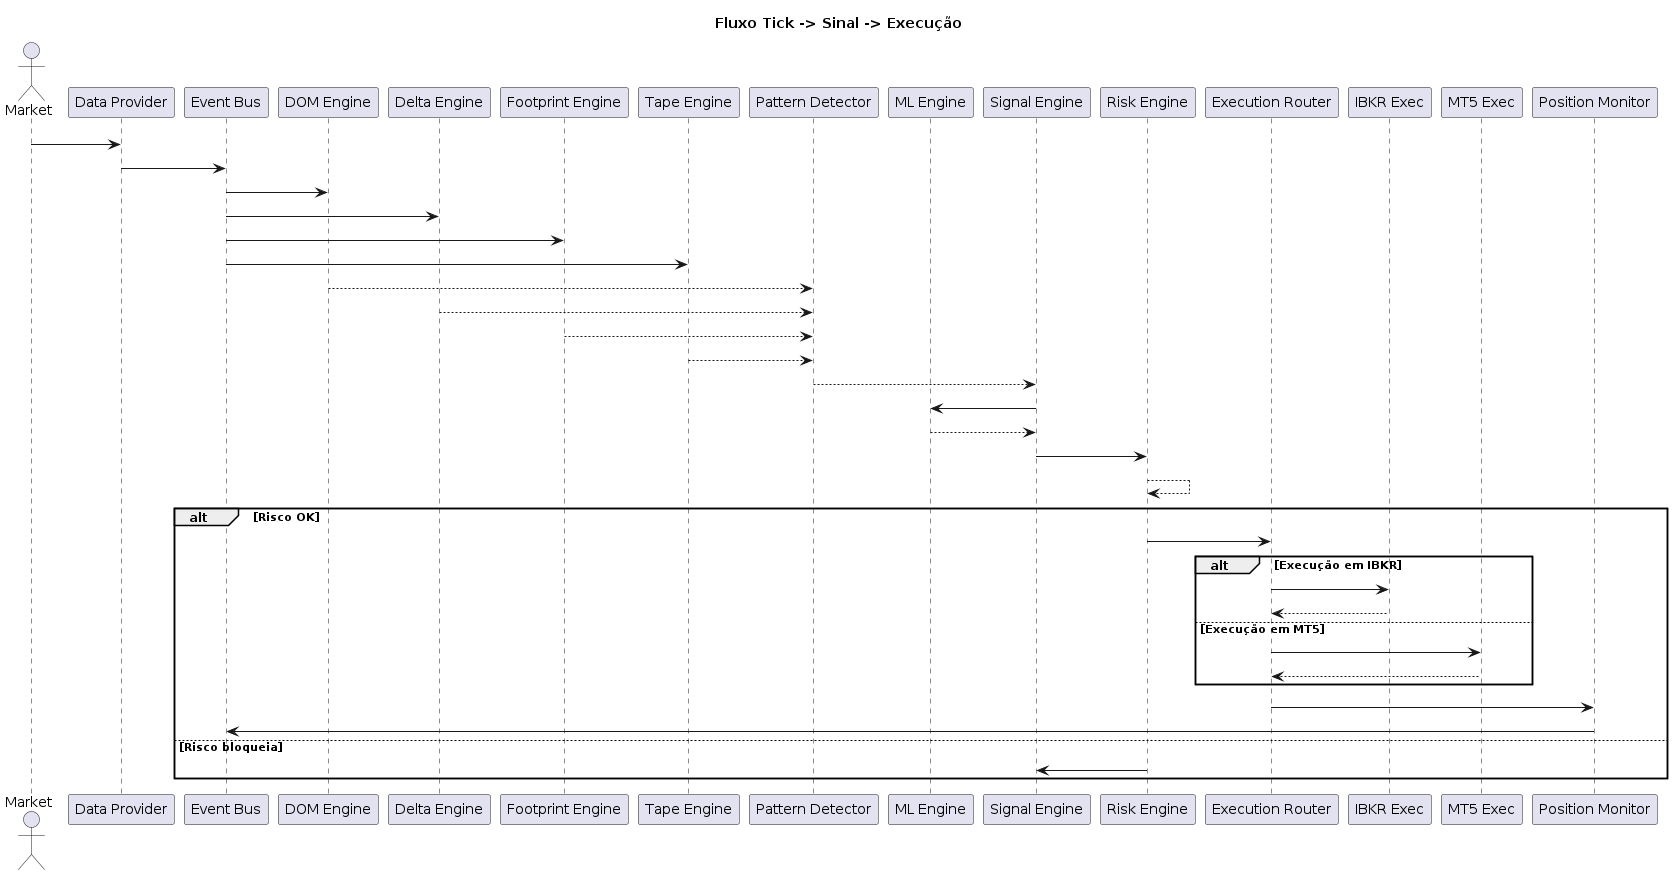 Fluxo Tick -> Sinal -> Execução
Market
Data Provider
Event Bus
DOM Engine
Delta Engine
Footprint Engine
Tape Engine
Pattern Detector
ML Engine
Signal Engine
Risk Engine
Execution Router
IBKR Exec
MT5 Exec
Position Monitor
alt
[Risco OK]
alt
[Execução em IBKR]
[Execução em MT5]
[Risco bloqueia]
Market
Data Provider
Event Bus
DOM Engine
Delta Engine
Footprint Engine
Tape Engine
Pattern Detector
ML Engine
Signal Engine
Risk Engine
Execution Router
IBKR Exec
MT5 Exec
Position Monitor